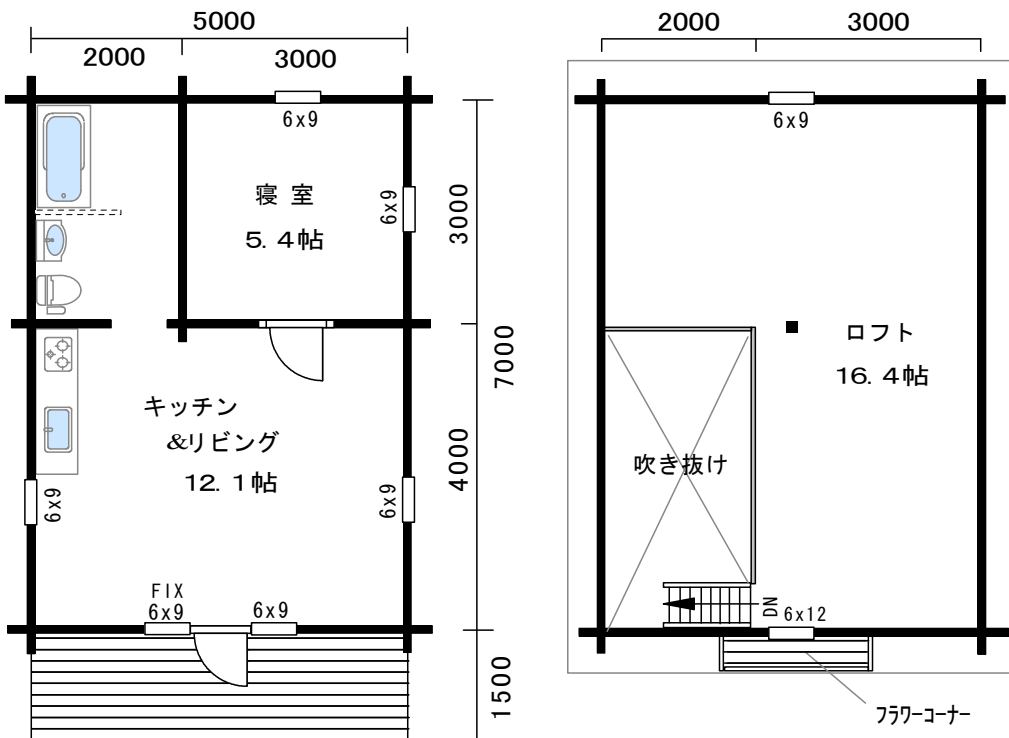 5000
2000
3000
6x9
寝 室
5. 4帖
6x9
3000
7000
キッチン
&リビング
12. 1帖
4000
6x9
6x9
FIX
6x9
6x9
1500
2000
3000
6x9
ロフト
16. 4帖
吹き抜け
DN
6x12
フラワーコーナー